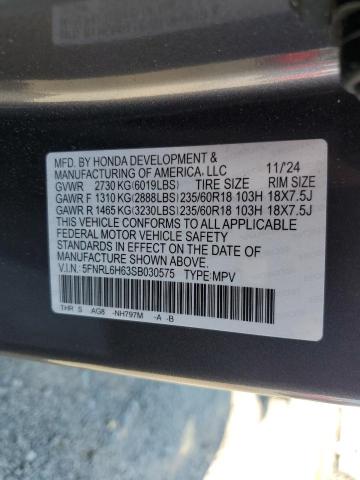 MFD. BY HONDA DEVELOPMENT &
MANUFACTURING OF AMERICA, LLC 11/'24
GVWR 2730 KG (6019LBS) TIRE SIZE RIM SIZE
GAWR F 1310 KG (2888LBS) 235/60R18 103H 18X7.5J
GAWR R 1465 KG (3230LBS) 235/60R18 103H 18X7.5J
THIS VEHICLE CONFORMS TO ALL APPLICABLE
FEDERAL MOTOR VEHICLE SAFETY
AND THEFT PREVENTION STANDARDS IN EFFECT ON THE
DATE OF MANUFACTURE SHOWN ABOVE.
V.I.N.: 5FNRL6H63SB030575 TYPE: MPV
THR S AG8 -NH797M -A -B